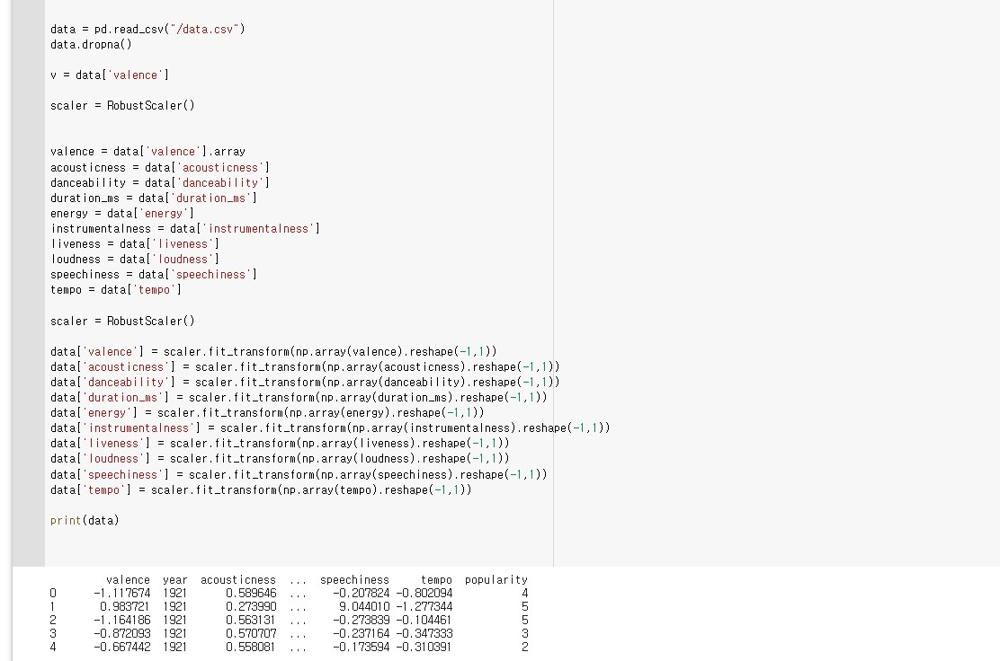 data = pd.read_csv("/data.csv")
data.dropna()
v = data['valence']
scaler = RobustScaler()
valence = data['valence'].array
acousticness = data['acousticness']
danceability = data['danceability']
duration_ms = data['duration_ms']
energy = data['energy']
instrumentalness = data['instrumentalness']
liveness = data['liveness']
loudness = data['loudness']
speechiness = data['speechiness']
tempo = data['tempo']
scaler = RobustScaler()
data['valence'] = scaler.fit_transform(np.array(valence).reshape(-1,1))
data['acousticness'] = scaler.fit_transform(np.array(acousticness).reshape(-1,1))
data['danceability'] = scaler.fit_transform(np.array(danceability).reshape(-1,1))
data['duration_ms'] = scaler.fit_transform(np.array(duration_ms).reshape(-1,1))
data['energy'] = scaler.fit_transform(np.array(energy).reshape(-1,1))
data['instrumentalness'] = scaler.fit_transform(np.array(instrumentalness).reshape(-1,1))
data['liveness'] = scaler.fit_transform(np.array(liveness).reshape(-1,1))
data['loudness'] = scaler.fit_transform(np.array(loudness).reshape(-1,1))
data['speechiness'] = scaler.fit_transform(np.array(speechiness).reshape(-1,1))
data['tempo'] = scaler.fit_transform(np.array(tempo).reshape(-1,1))
print(data)
valence year acousticness ... speechiness tempo popularity
0 -1.117674 1921 0.589646 ... -0.207824 -0.802094 4
1 0.983721 1921 0.273990 ... 9.044010 -1.277344 5
2 -1.164186 1921 0.563131 ... -0.273839 -0.104461 5
3 -0.872093 1921 0.570707 ... -0.237164 -0.347333 3
4 -0.667442 1921 0.558081 ... -0.173594 -0.310391 2